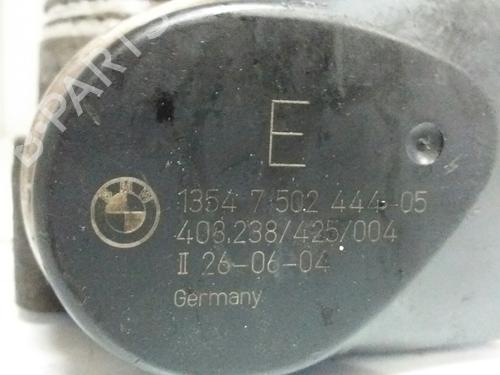 B-PARTS
E
BMW
1354 7 502 444-05
408.238/425/004
II 26-06-04
Germany